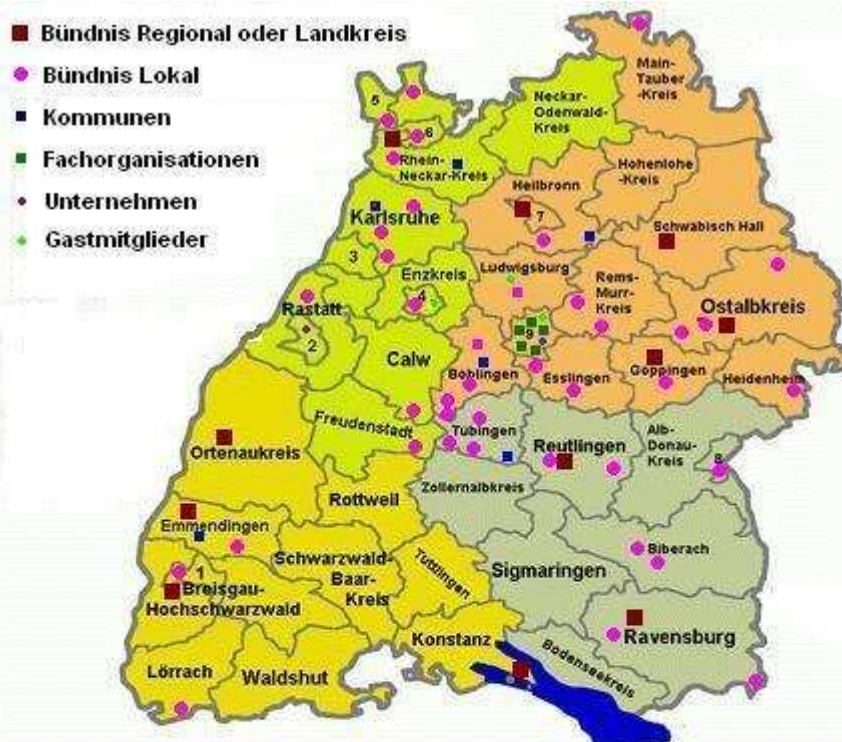 Bündnis Regional oder Landkreis
Bündnis Lokal
Kommunen
Fachorganisationen
Unternehmen
Gastmitglieder
Main-
Tauber
-Kreis
Neckar-
Odenwald-
Kreis
5
6
Rhein-
Neckar-Kreis
Hohenlohe
-Kreis
Heilbronn
7
Schwäbisch Hall
Karlsruhe
3
Enzkreis
4
Ludwigsburg
Rems-
Murr-
Kreis
Ostalbkreis
Rastatt
2
9
Calw
Böblingen
Esslingen
Goppingen
Heidenheim
Freudenstadt
Tübingen
Reutlingen
Alb-
Donau-
Kreis
8
Ortenaukreis
Zollernalbkreis
Rottweil
Emmendingen
Schwarzwald-
Baar-
Kreis
Tuttlingen
Sigmaringen
Biberach
1
Breisgau-
Hochschwarzwald
Konstanz
Ravensburg
Bodenseekreis
Lörrach
Waldshut